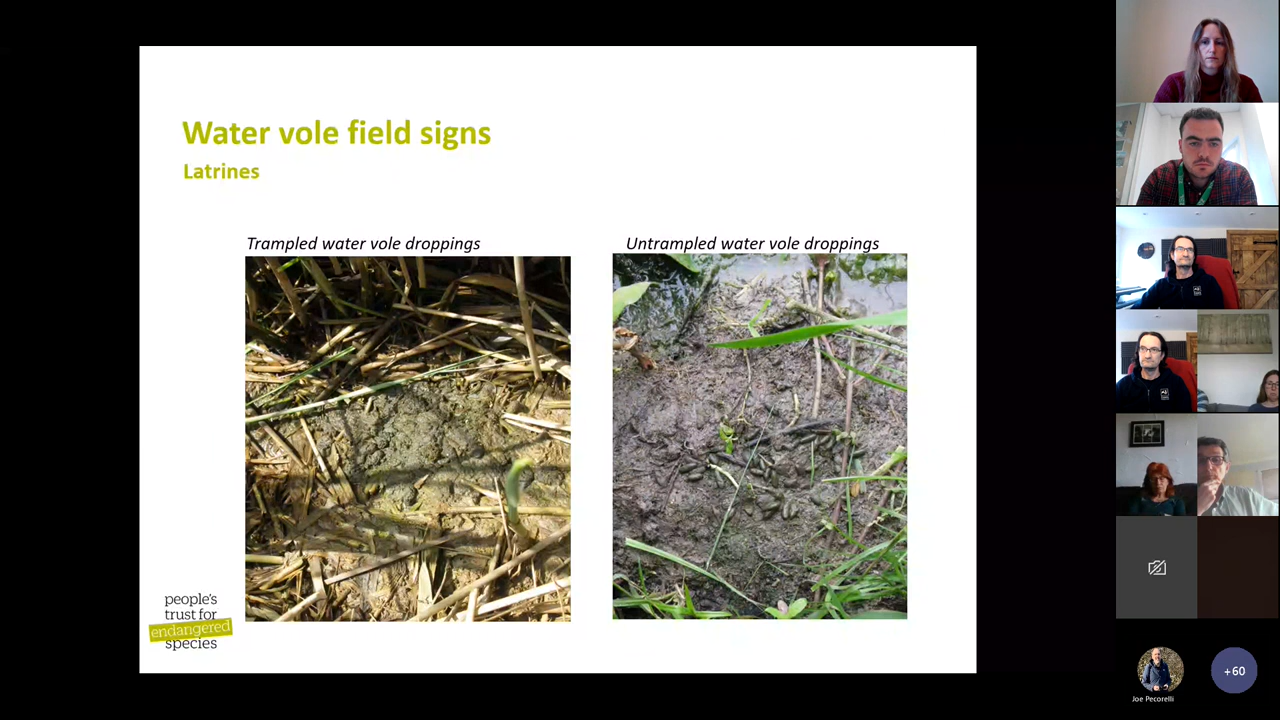 Water vole field signs
Latrines
Trampled water vole droppings
Untrampled water vole droppings
people's
trust for
endangered
species
Joe Pecorelli
+60